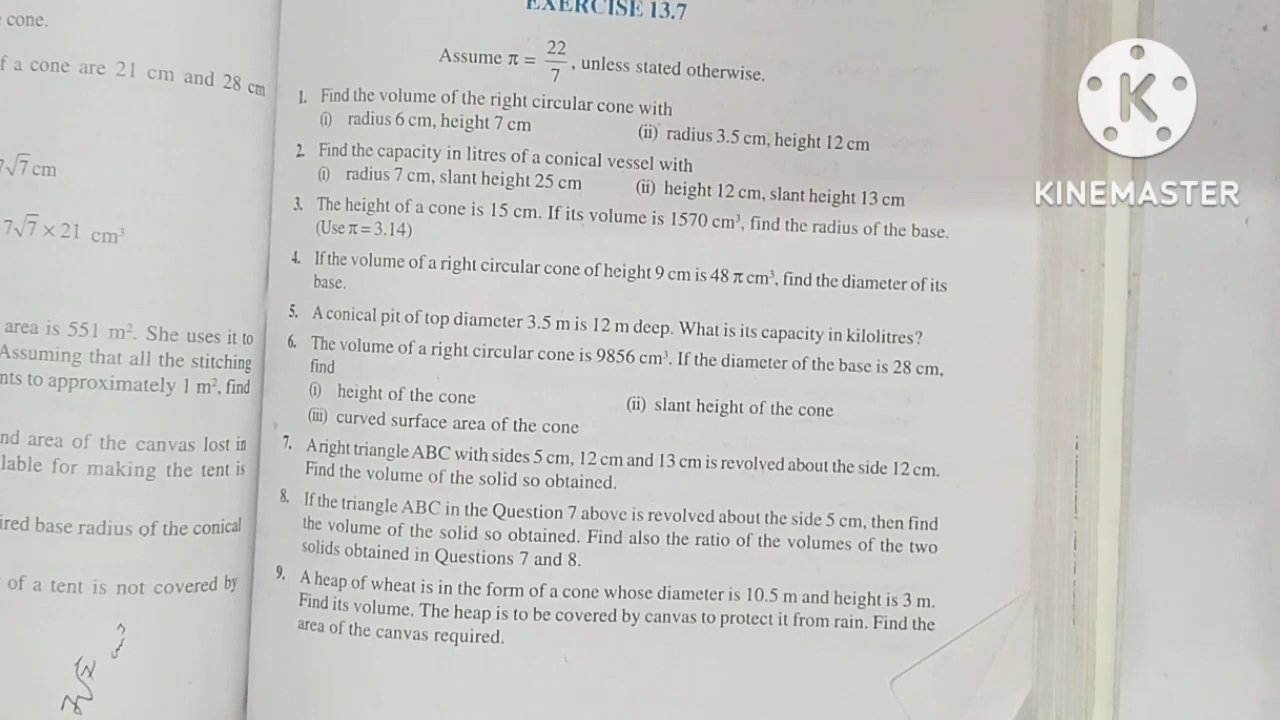 cone.
f a cone are 21 cm and 28 cm
7√7 cm
7√7 × 21 cm³
area is 551 m². She uses it to
Assuming that all the stitching
nts to approximately 1 m², find
nd area of the canvas lost in
lable for making the tent is
ired base radius of the conical
of a tent is not covered by
EXERCISE 13.7
Assume π = 22/7, unless stated otherwise.
1. Find the volume of the right circular cone with
(i) radius 6 cm, height 7 cm (ii) radius 3.5 cm, height 12 cm
2. Find the capacity in litres of a conical vessel with
(i) radius 7 cm, slant height 25 cm (ii) height 12 cm, slant height 13 cm
3. The height of a cone is 15 cm. If its volume is 1570 cm³, find the radius of the base.
(Use π = 3.14)
4. If the volume of a right circular cone of height 9 cm is 48 π cm³, find the diameter of its
base.
5. A conical pit of top diameter 3.5 m is 12 m deep. What is its capacity in kilolitres?
6. The volume of a right circular cone is 9856 cm³. If the diameter of the base is 28 cm,
find
(i) height of the cone (ii) slant height of the cone
(iii) curved surface area of the cone
7. A right triangle ABC with sides 5 cm, 12 cm and 13 cm is revolved about the side 12 cm.
Find the volume of the solid so obtained.
8. If the triangle ABC in the Question 7 above is revolved about the side 5 cm, then find
the volume of the solid so obtained. Find also the ratio of the volumes of the two
solids obtained in Questions 7 and 8.
9. A heap of wheat is in the form of a cone whose diameter is 10.5 m and height is 3 m.
Find its volume. The heap is to be covered by canvas to protect it from rain. Find the
area of the canvas required.
K
KINEMASTER